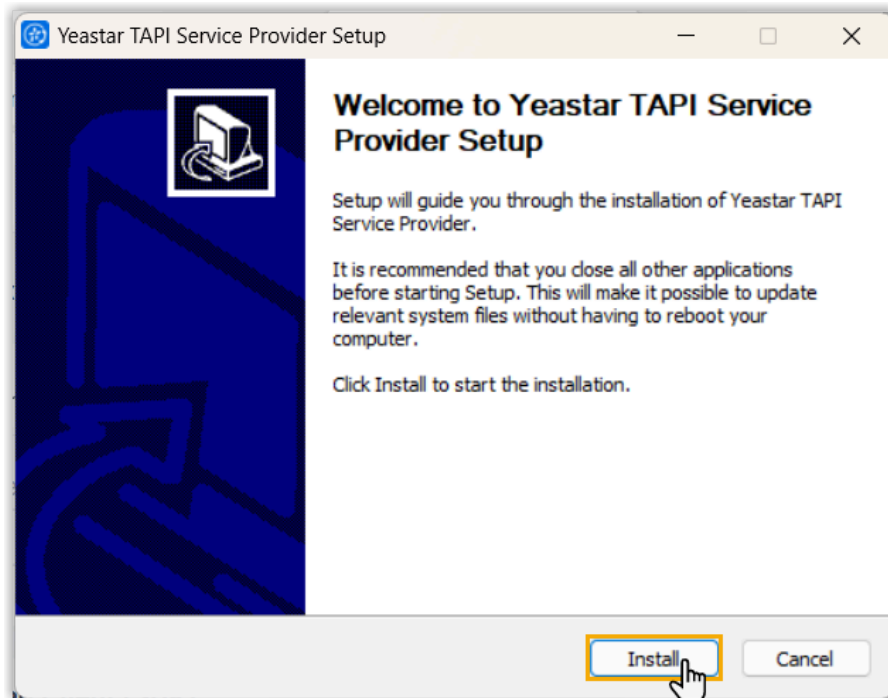 Yeastar TAPI Service Provider Setup
Welcome to Yeastar TAPI Service
Provider Setup
Setup will guide you through the installation of Yeastar TAPI
Service Provider.
It is recommended that you close all other applications
before starting Setup. This will make it possible to update
relevant system files without having to reboot your
computer.
Click Install to start the installation.
Install
Cancel